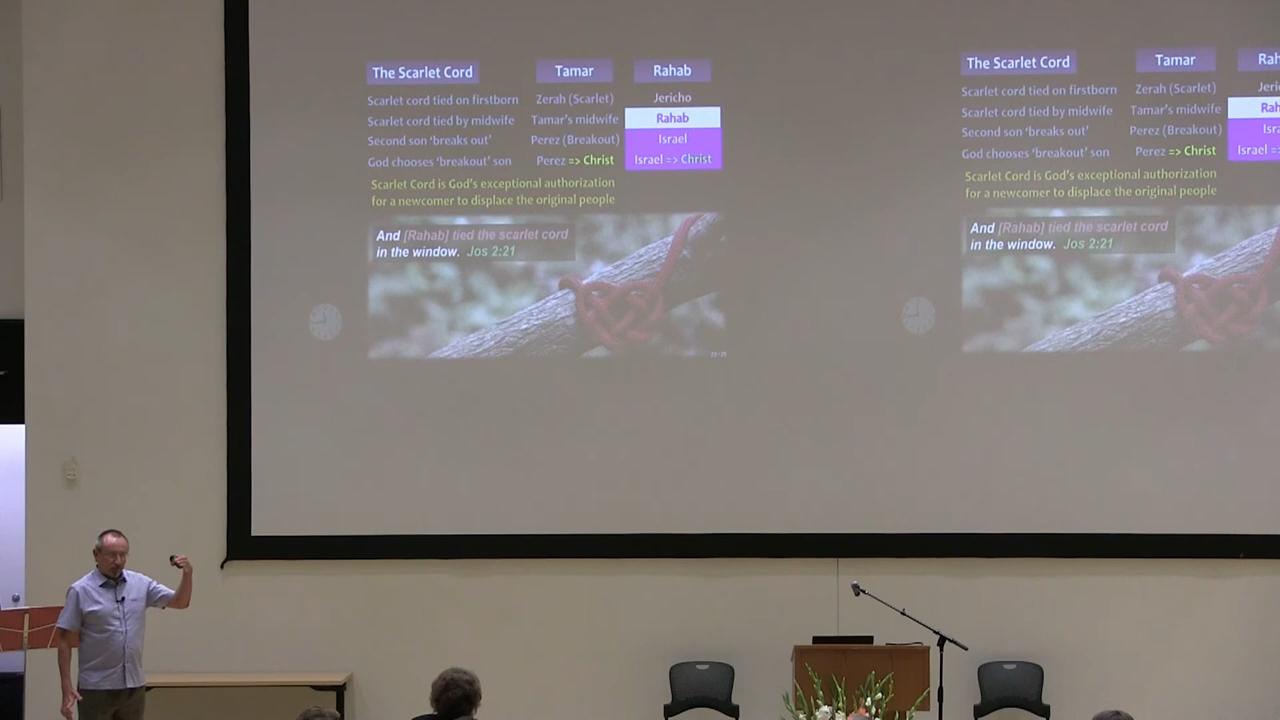 The Scarlet Cord Tamar Rahab
Scarlet cord tied on firstborn Zerah (Scarlet) Jericho
Scarlet cord tied by midwife Tamar's midwife Rahab
Second son ‘breaks out’ Perez (Breakout) Israel
God chooses ‘breakout’ son Perez => Christ Israel => Christ
Scarlet Cord is God's exceptional authorization
for a newcomer to displace the original people
And [Rahab] tied the scarlet cord
in the window. Jos 2:21
The Scarlet Cord Tamar Rah
Scarlet cord tied on firstborn Zerah (Scarlet) Jeri
Scarlet cord tied by midwife Tamar's midwife Rah
Second son ‘breaks out’ Perez (Breakout) Isr
God chooses ‘breakout’ son Perez => Christ Israel =>
Scarlet Cord is God's exceptional authorization
for a newcomer to displace the original people
And [Rahab] tied the scarlet cord
in the window. Jos 2:21